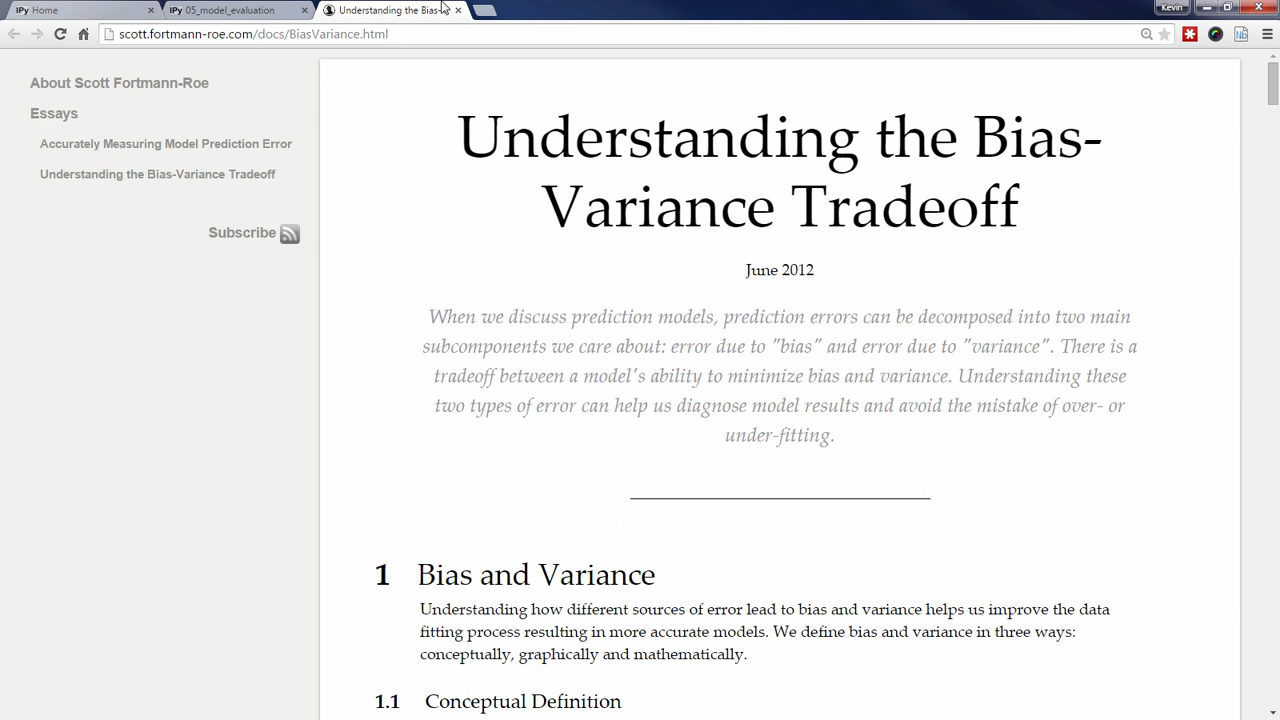 IPy Home
IPy 05_model_evaluation
Understanding the Bias-
Kevin
scott.fortmann-roe.com/docs/BiasVariance.html
About Scott Fortmann-Roe
Essays
Accurately Measuring Model Prediction Error
Understanding the Bias-Variance Tradeoff
Subscribe
Understanding the Bias-
Variance Tradeoff
June 2012
When we discuss prediction models, prediction errors can be decomposed into two main
subcomponents we care about: error due to "bias" and error due to "variance". There is a
tradeoff between a model's ability to minimize bias and variance. Understanding these
two types of error can help us diagnose model results and avoid the mistake of over- or
under-fitting.
1 Bias and Variance
Understanding how different sources of error lead to bias and variance helps us improve the data
fitting process resulting in more accurate models. We define bias and variance in three ways:
conceptually, graphically and mathematically.
1.1 Conceptual Definition